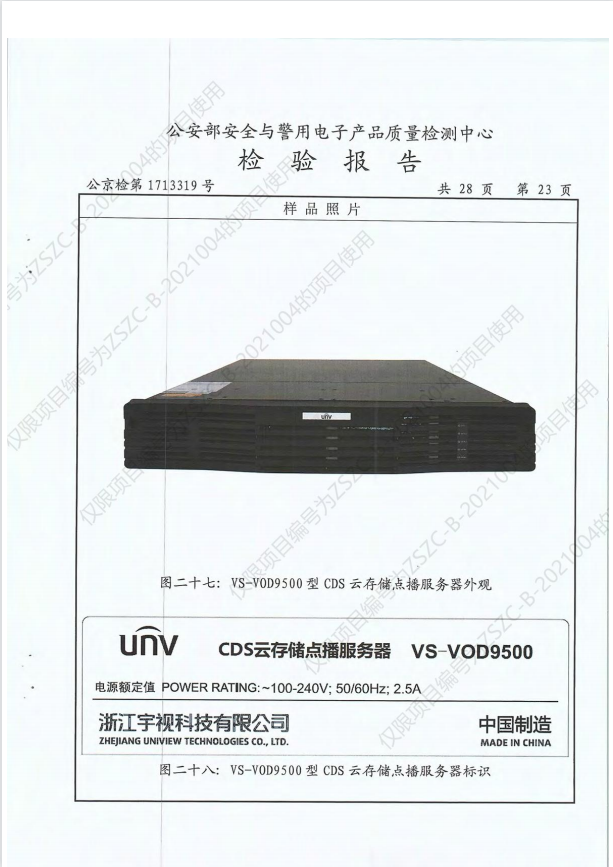 公安部安全与警用电子产品质量检测中心
检 验 报 告
公京检第 1713319 号
共 28 页 第 23 页
样 品 照 片
unv
图二十七: VS-VOD9500 型 CDS 云存储点播服务器外观
unv CDS云存储点播服务器 VS-VOD9500
电源额定值 POWER RATING:~100-240V; 50/60Hz; 2.5A
浙江宇视科技有限公司 中国制造
ZHEJIANG UNIVIEW TECHNOLOGIES CO., LTD. MADE IN CHINA
图二十八: VS-VOD9500 型 CDS 云存储点播服务器标识
仅限项目编号为ZSZC-B-2021004的项目使用